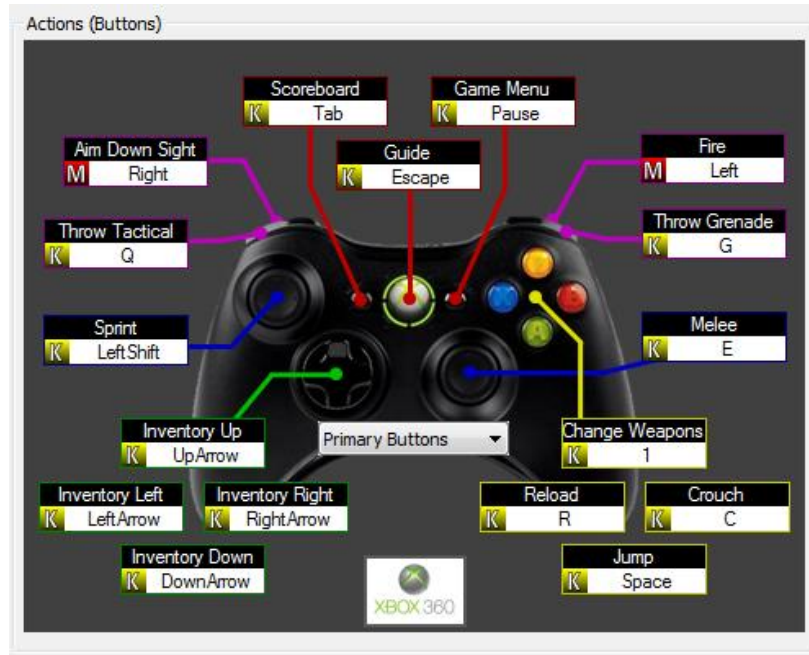 Actions (Buttons)
Scoreboard
K Tab
Game Menu
K Pause
Aim Down Sight
M Right
Guide
K Escape
Fire
M Left
Throw Tactical
K Q
Throw Grenade
K G
Sprint
K LeftShift
Melee
K E
Inventory Up
K UpArrow
Primary Buttons
Change Weapons
K 1
Inventory Left
K LeftArrow
Inventory Right
K RightArrow
Reload
K R
Crouch
K C
Inventory Down
K DownArrow
Jump
K Space
XBOX 360
Y
X
B
A